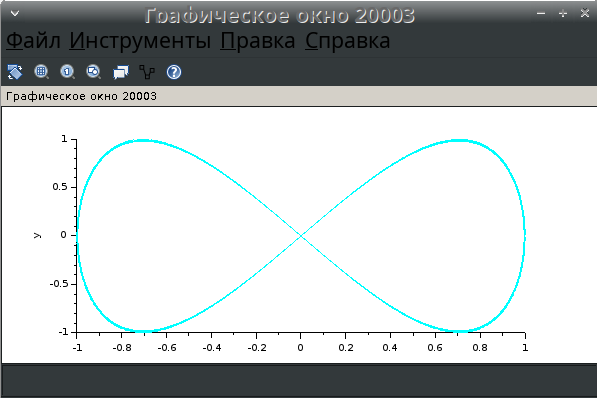 Графическое окно 20003
Файл Инструменты Правка Справка
Графическое окно 20003
1
0.5
0
-0.5
-1
y
-1 -0.8 -0.6 -0.4 -0.2 0 0.2 0.4 0.6 0.8 1